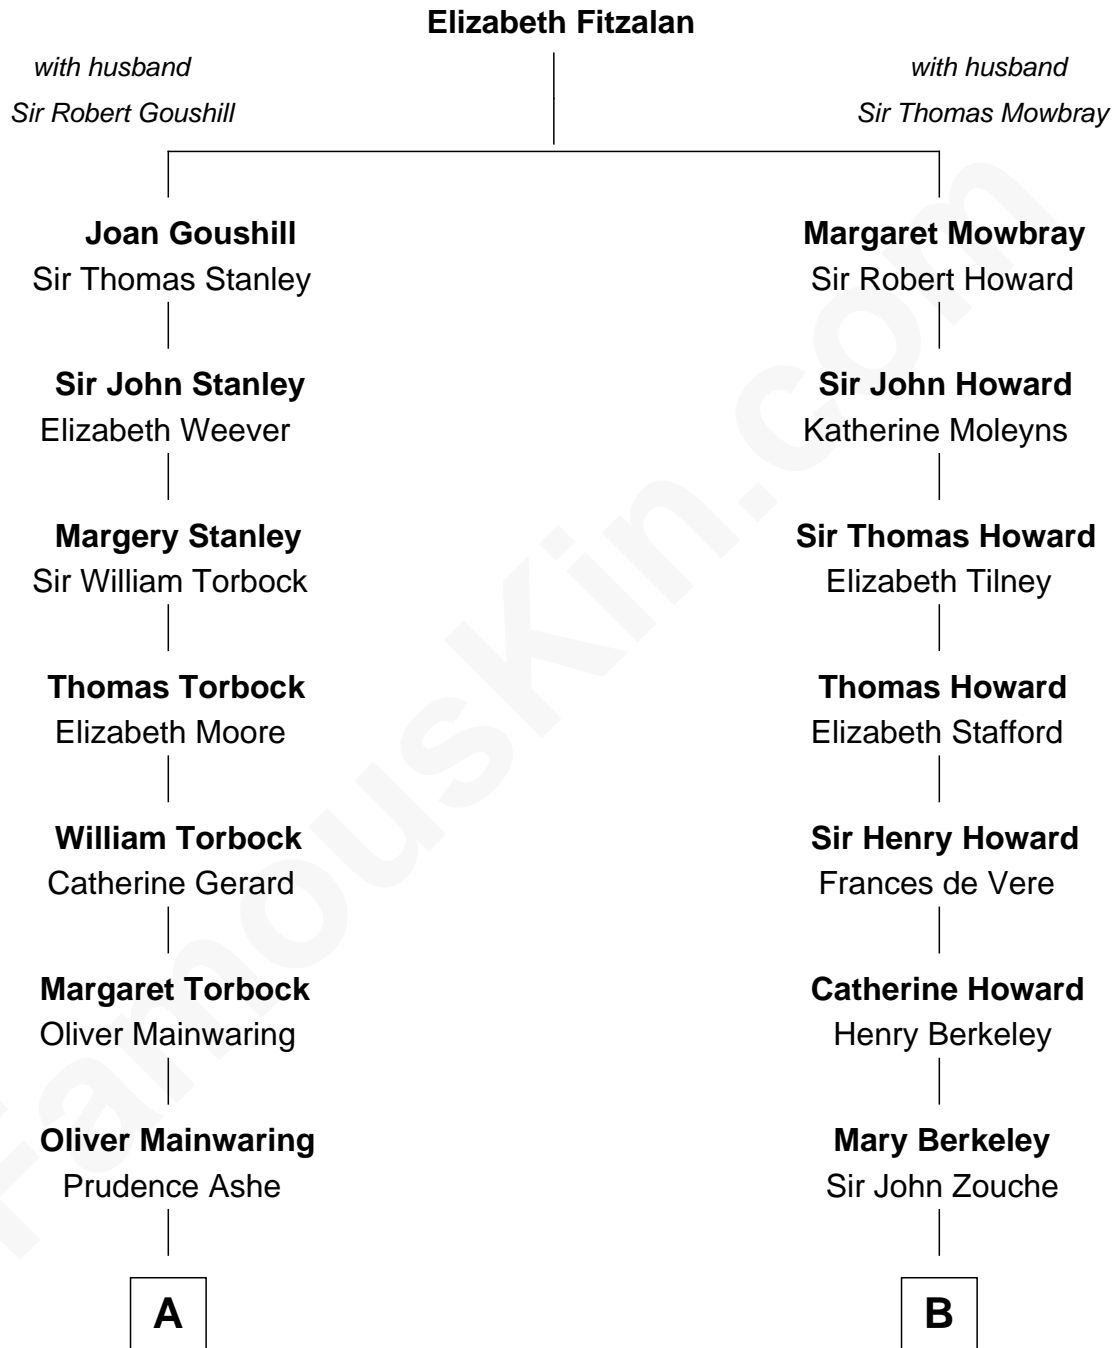 Elizabeth Fitzalan
with husband
Sir Robert Goushill
with husband
Sir Thomas Mowbray
Joan Goushill
Sir Thomas Stanley
Margaret Mowbray
Sir Robert Howard
Sir John Stanley
Elizabeth Weever
Sir John Howard
Katherine Moleyns
Margery Stanley
Sir William Torbock
Sir Thomas Howard
Elizabeth Tilney
Thomas Torbock
Elizabeth Moore
Thomas Howard
Elizabeth Stafford
William Torbock
Catherine Gerard
Sir Henry Howard
Frances de Vere
Margaret Torbock
Oliver Mainwaring
Catherine Howard
Henry Berkeley
Oliver Mainwaring
Prudence Ashe
Mary Berkeley
Sir John Zouche
A
B
FamousKin.com